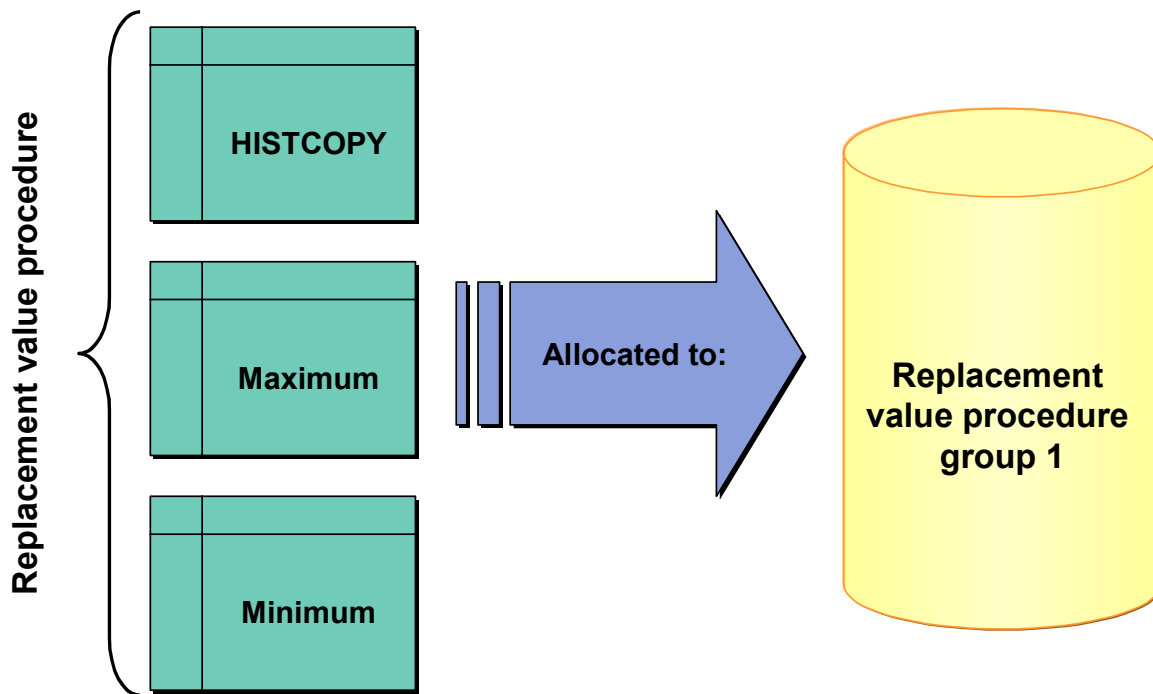 Replacement value procedure
HISTCOPY
Maximum
Minimum
Allocated to:
Replacement
value procedure
group 1